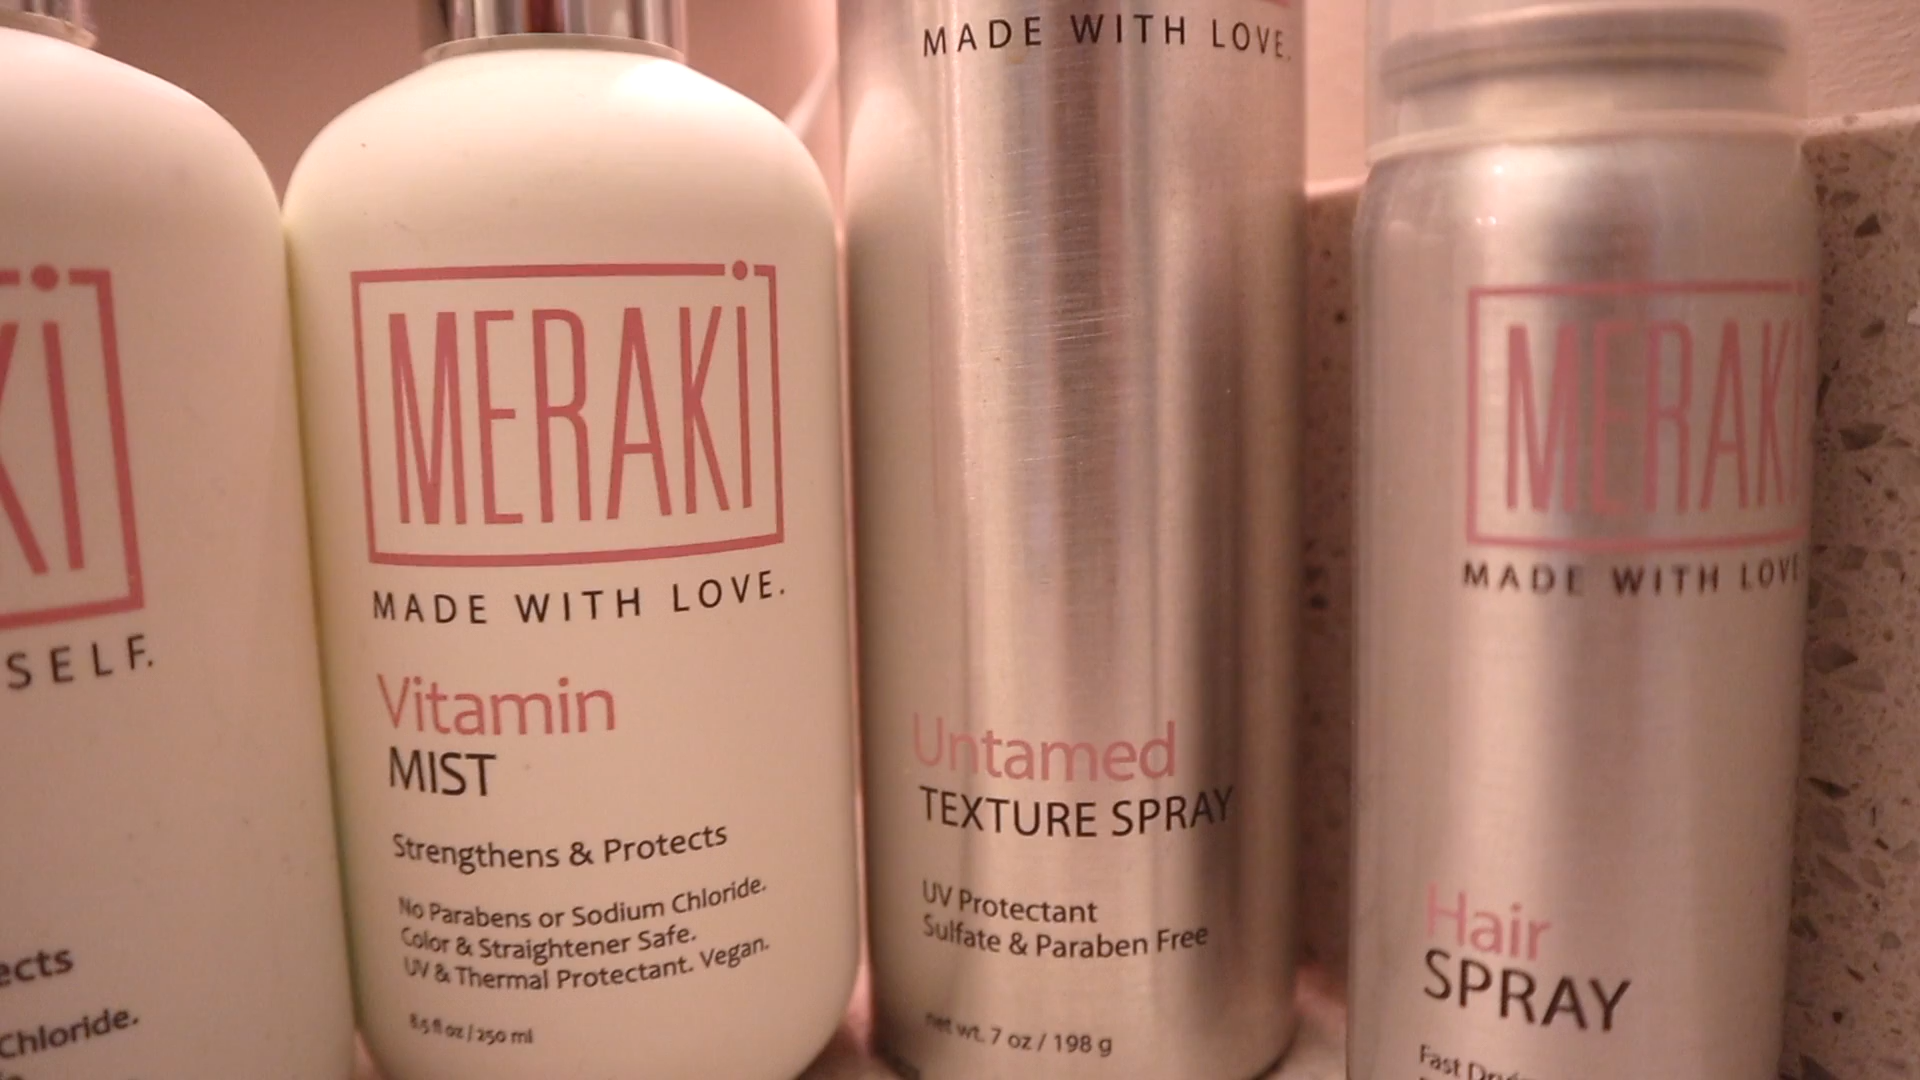 KI
SELF.
Chloride.
MERAKI
MADE WITH LOVE.
Vitamin
MIST
Strengthens & Protects
No Parabens or Sodium Chloride.
Color & Straightener Safe.
UV & Thermal Protectant. Vegan.
8.5 fl oz / 250 ml
MADE WITH LOVE.
Untamed
TEXTURE SPRAY
UV Protectant
Sulfate & Paraben Free
net wt. 7 oz / 198 g
MERAKI
MADE WITH LOVE
Hair
SPRAY
Fast